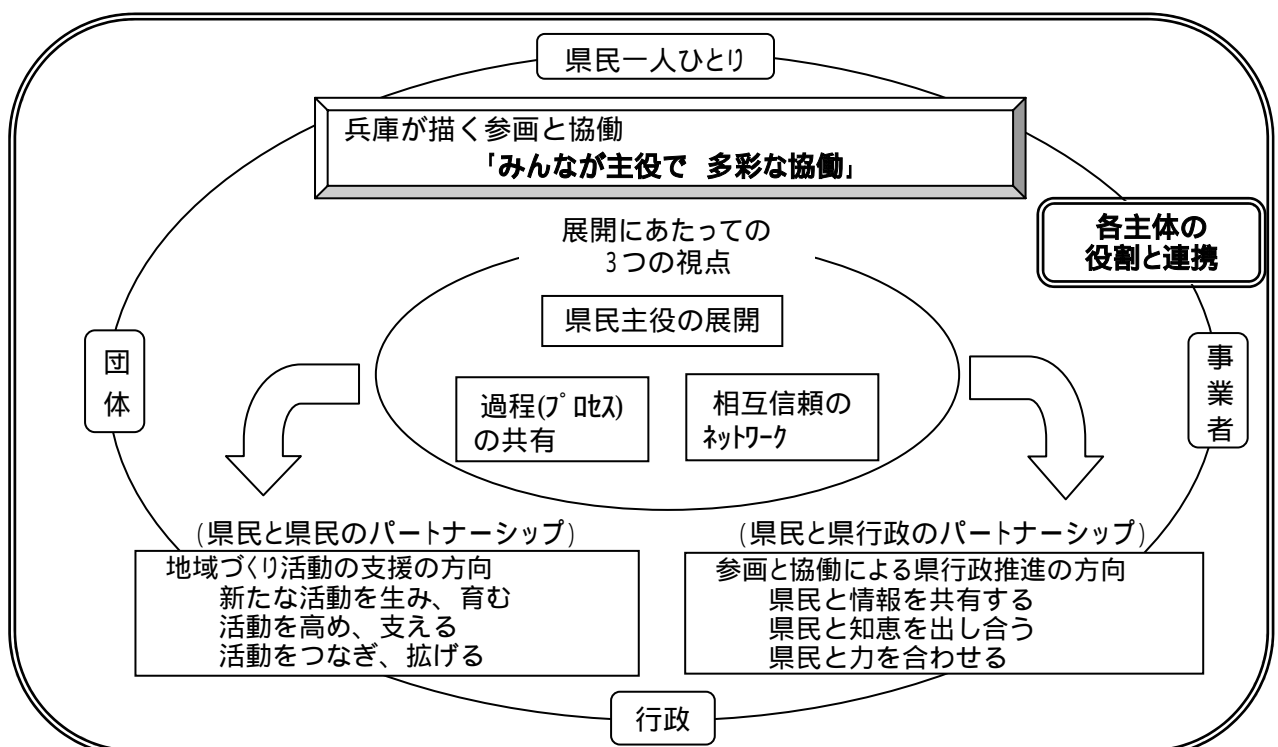 県民一人ひとり
兵庫が描く参画と協働
「みんなが主役で 多彩な協働」
各主体の
役割と連携
展開にあたっての
3つの視点
県民主役の展開
過程(プロセス)
の共有
相互信頼の
ネットワーク
団体
事業者
(県民と県民のパートナーシップ)
地域づくり活動の支援の方向
新たな活動を生み、育む
活動を高め、支える
活動をつなぎ、拡げる
(県民と県行政のパートナーシップ)
参画と協働による県行政推進の方向
県民と情報を共有する
県民と知恵を出し合う
県民と力を合わせる
行政